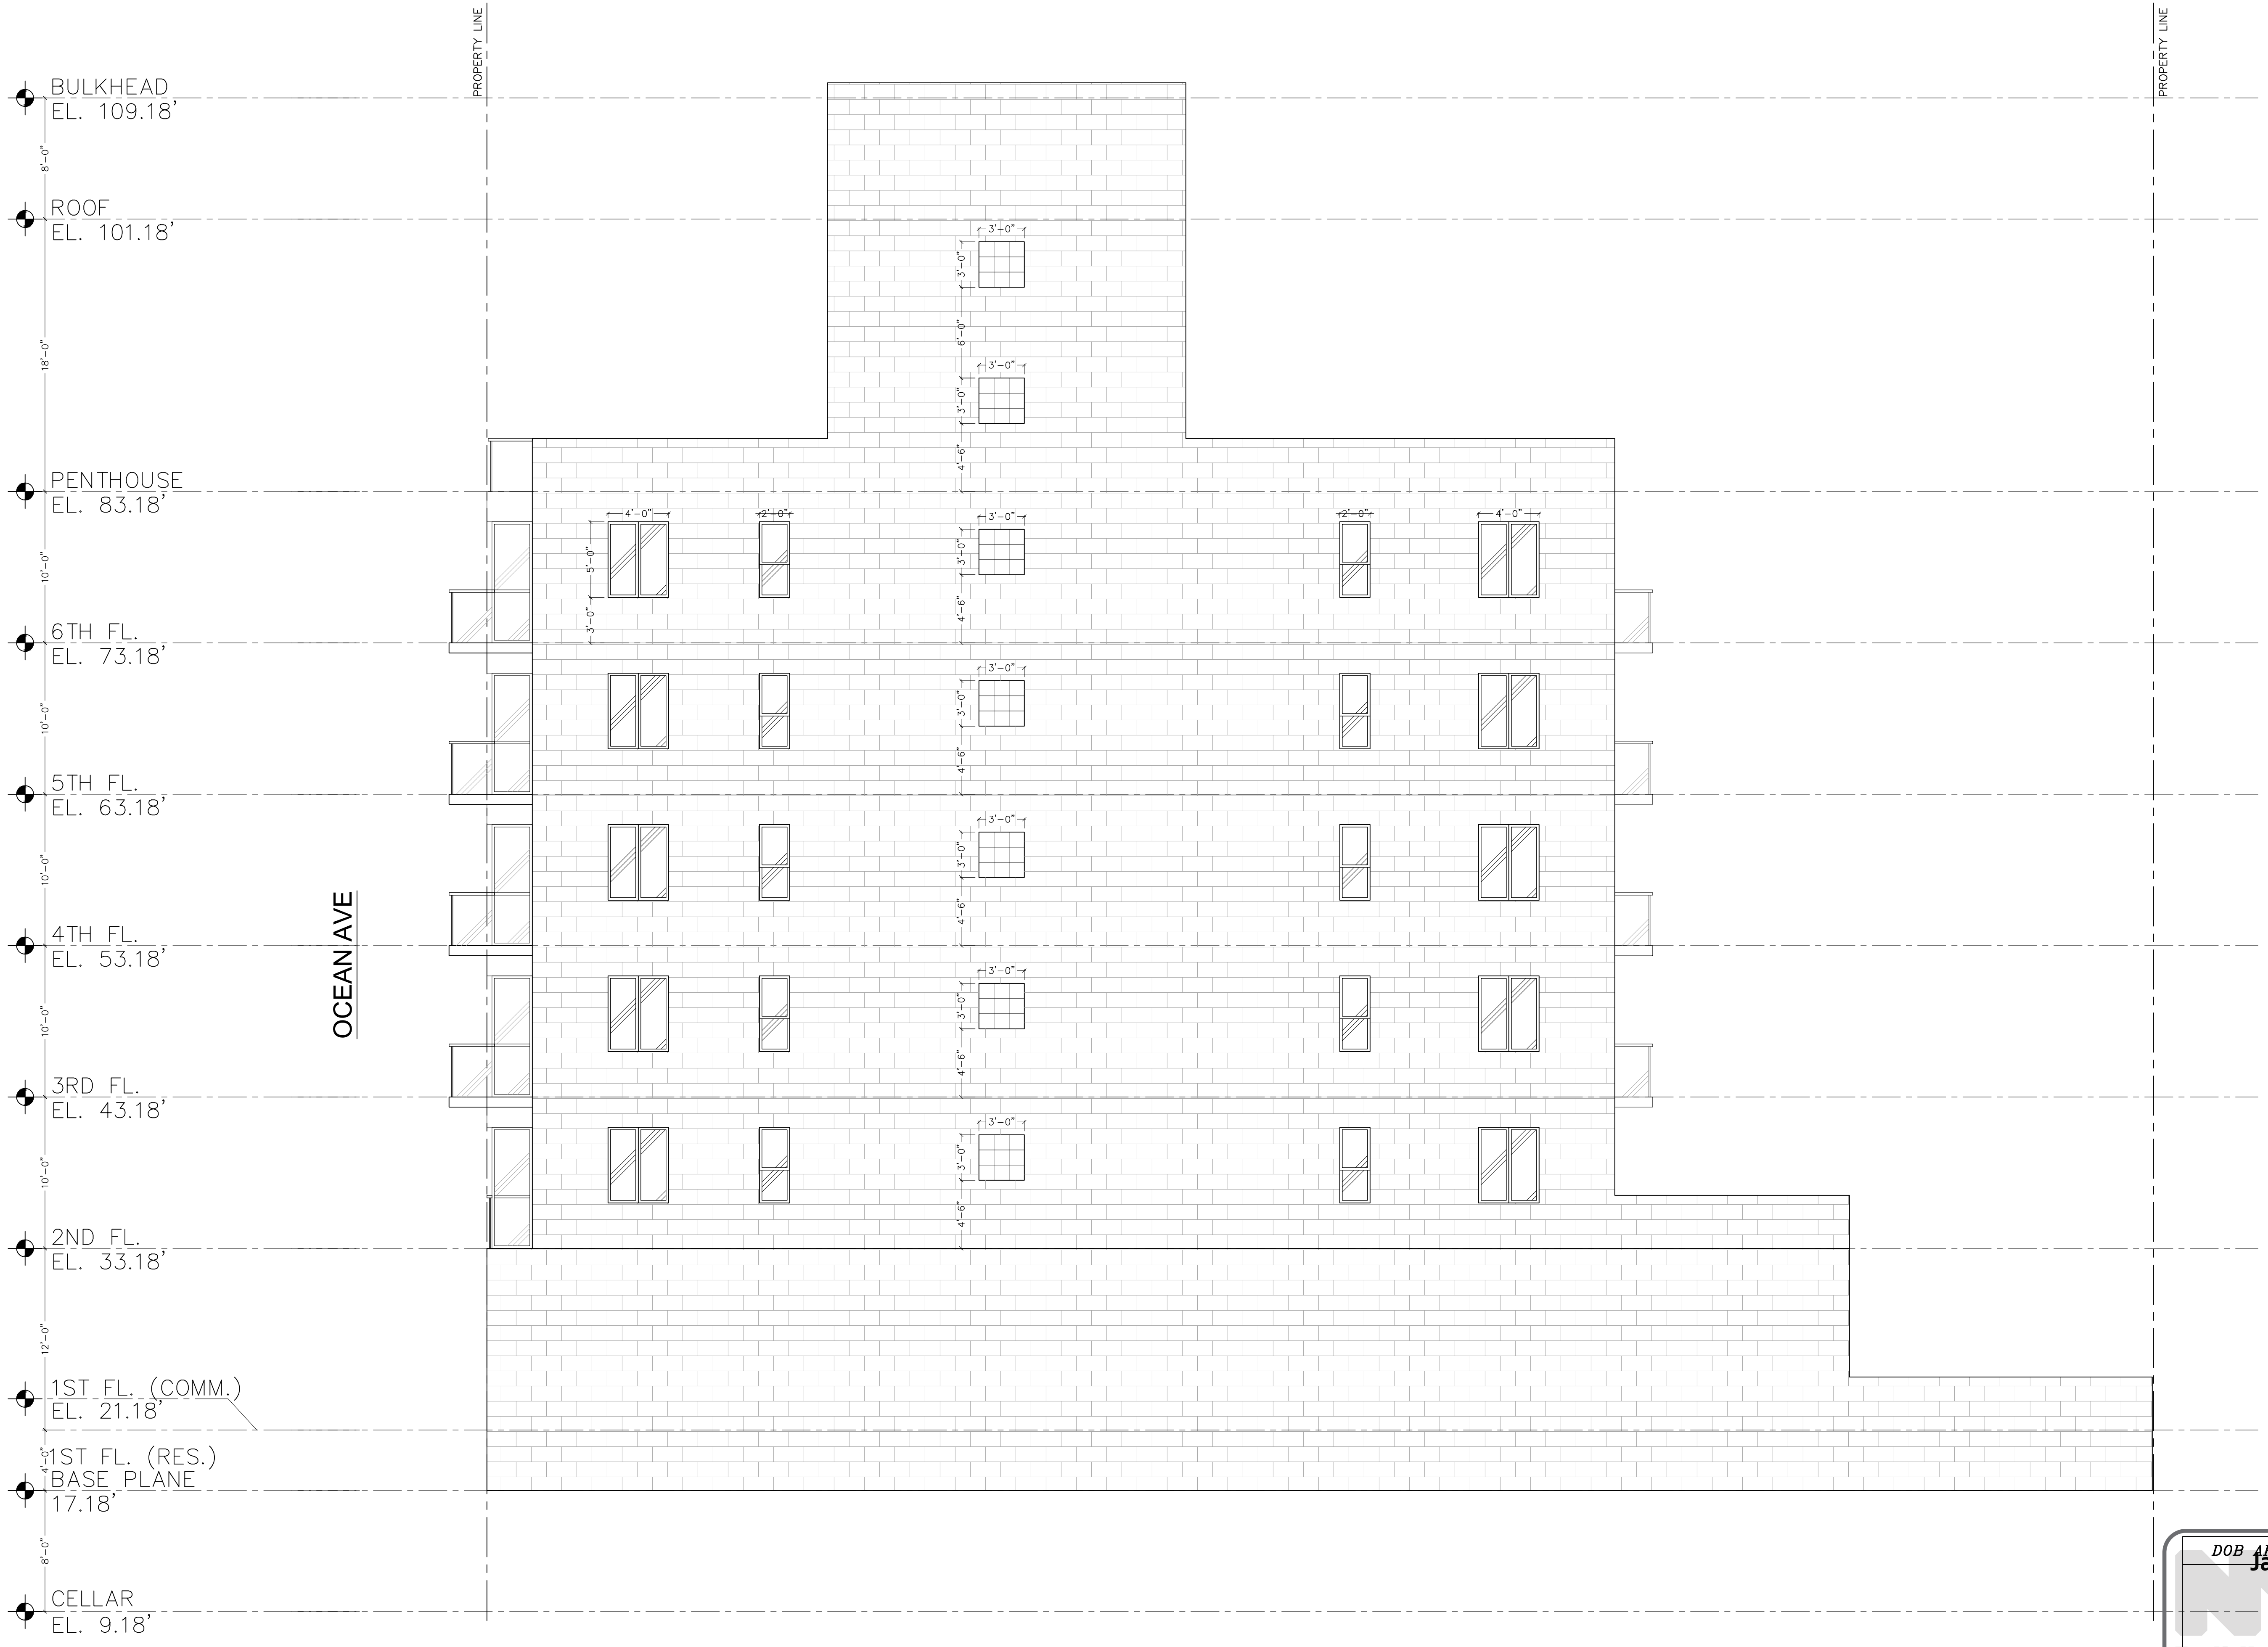 PROPERTY LINE
PROPERTY LINE
BULKHEAD
EL. 109.18'
8'-0"
ROOF
EL. 101.18'
3'-0"
3'-0"
6'-0"
18'-0"
3'-0"
3'-0"
4'-6"
PENTHOUSE
EL. 83.18'
4'-0"
2'-0"
3'-0"
2'-0"
4'-0"
5'-0"
3'-0"
10'-0"
3'-0"
4'-6"
6TH FL.
EL. 73.18'
3'-0"
3'-0"
10'-0"
4'-6"
5TH FL.
EL. 63.18'
3'-0"
3'-0"
10'-0"
4'-6"
OCEAN AVE
4TH FL.
EL. 53.18'
3'-0"
3'-0"
10'-0"
4'-6"
3RD FL.
EL. 43.18'
3'-0"
3'-0"
10'-0"
4'-6"
2ND FL.
EL. 33.18'
12'-0"
1ST FL. (COMM.)
EL. 21.18'
4'-0"
1ST FL. (RES.)
BASE PLANE
17.18'
8'-0"
CELLAR
EL. 9.18'
DOB